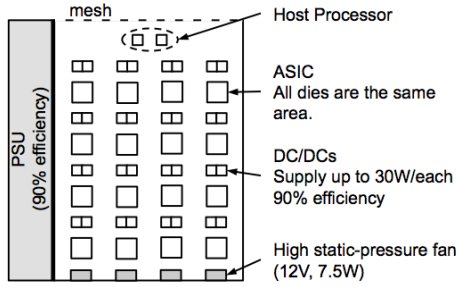 mesh
Host Processor
ASIC
All dies are the same
area.
PSU
(90% efficiency)
DC/DCs
Supply up to 30W/each
90% efficiency
High static-pressure fan
(12V, 7.5W)